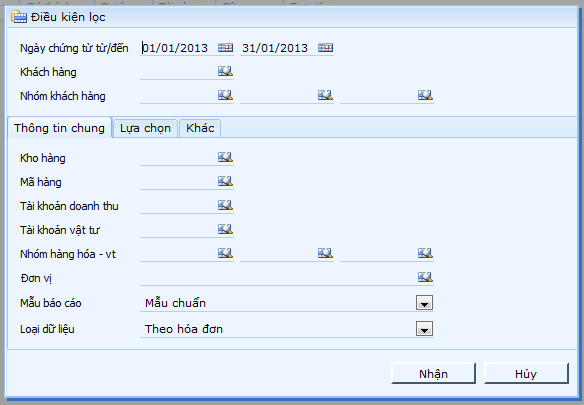 Điều kiện lọc
Ngày chứng từ từ/đến 01/01/2013 31/01/2013
Khách hàng
Nhóm khách hàng
Thông tin chung Lựa chọn Khác
Kho hàng
Mã hàng
Tài khoản doanh thu
Tài khoản vật tư
Nhóm hàng hóa - vt
Đơn vị
Mẫu báo cáo Mẫu chuẩn
Loại dữ liệu Theo hóa đơn
Nhận Hủy